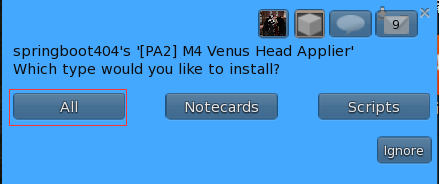 9
springboot404's '[PA2] M4 Venus Head Applier'
Which type would you like to install?
All Notecards Scripts
Ignore